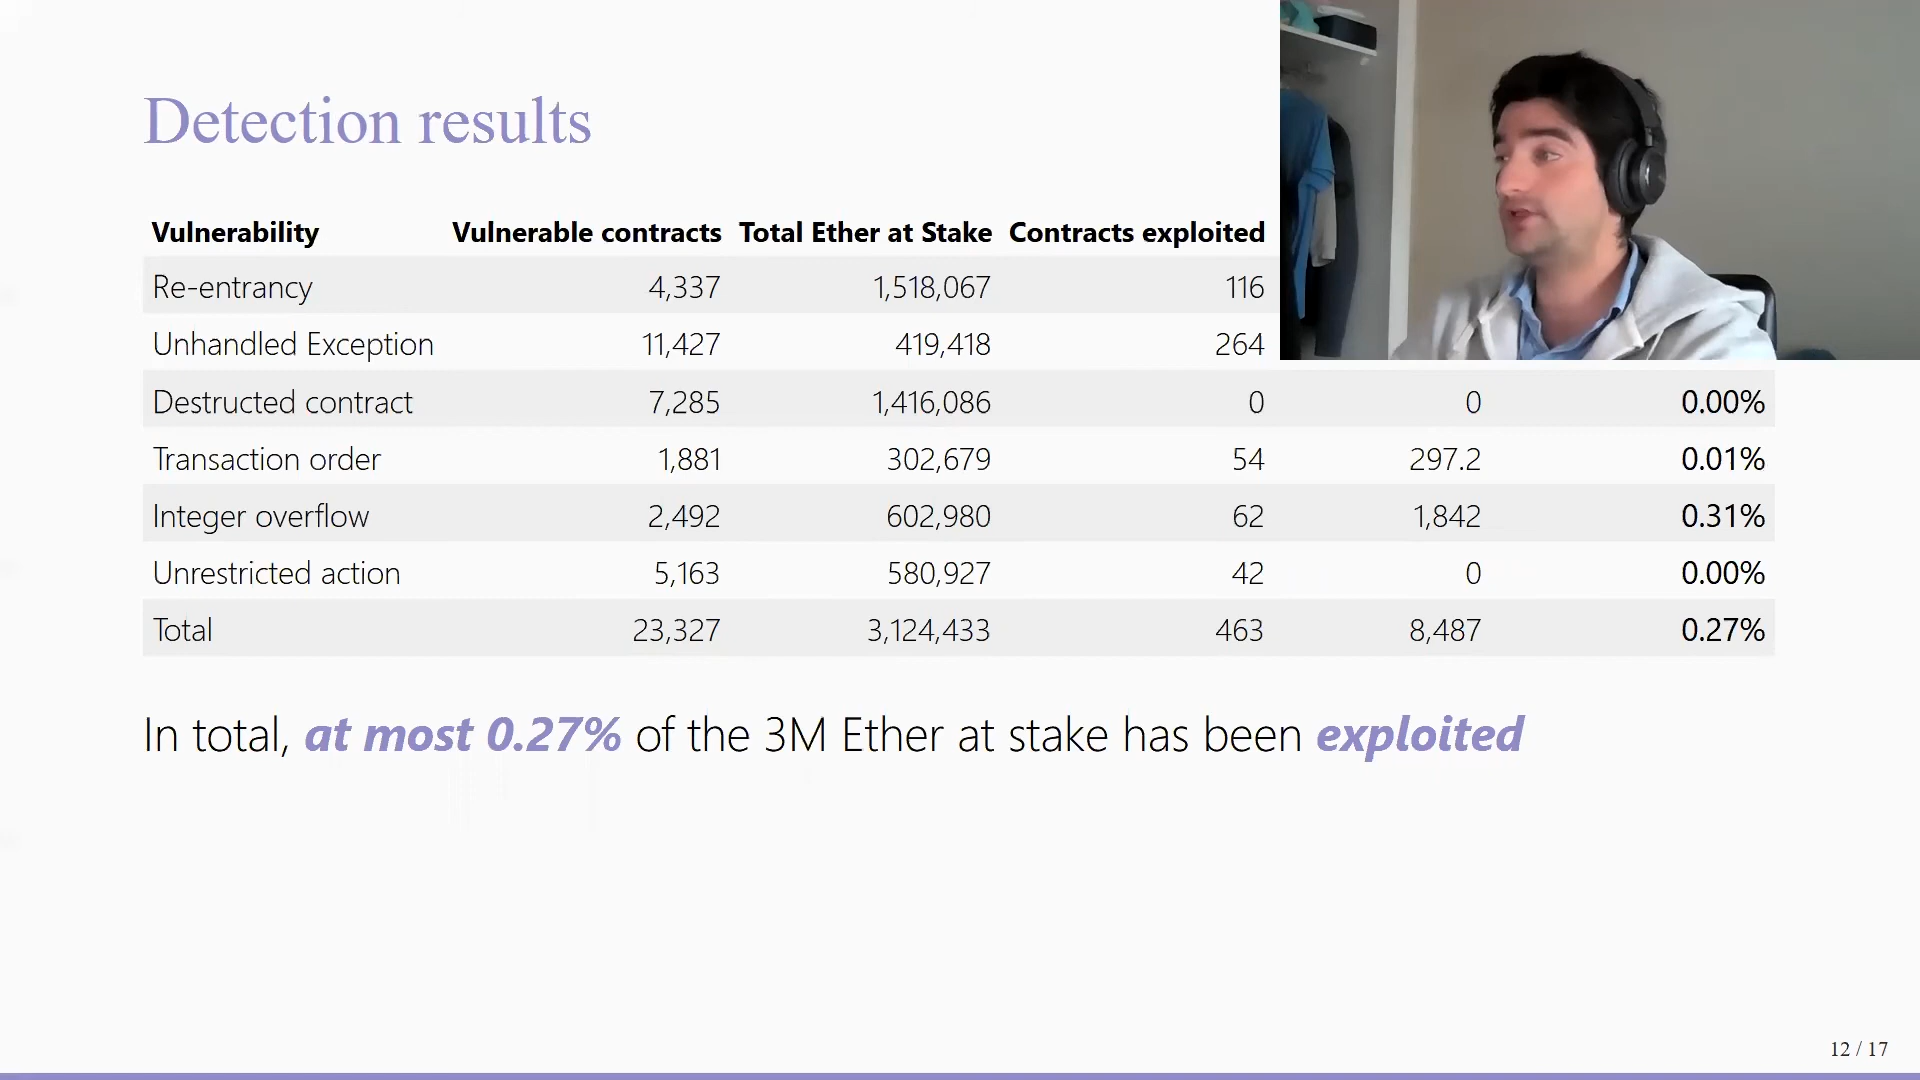 Detection results
Vulnerability Vulnerable contracts Total Ether at Stake Contracts exploited
Re-entrancy 4,337 1,518,067 116
Unhandled Exception 11,427 419,418 264
Destructed contract 7,285 1,416,086 0 0 0.00%
Transaction order 1,881 302,679 54 297.2 0.01%
Integer overflow 2,492 602,980 62 1,842 0.31%
Unrestricted action 5,163 580,927 42 0 0.00%
Total 23,327 3,124,433 463 8,487 0.27%
In total, at most 0.27% of the 3M Ether at stake has been exploited
12 / 17